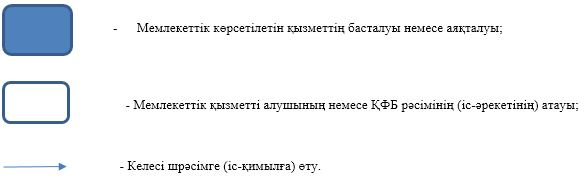 - Мемлекеттік көрсетілетін қызметтің басталуы немесе аяқталуы;
- Мемлекеттік қызметті алушының немесе ҚФБ рәсімінің (іс-әрекетінің) атауы;
- Келесі шрәсімге (іс-қимылға) өту.